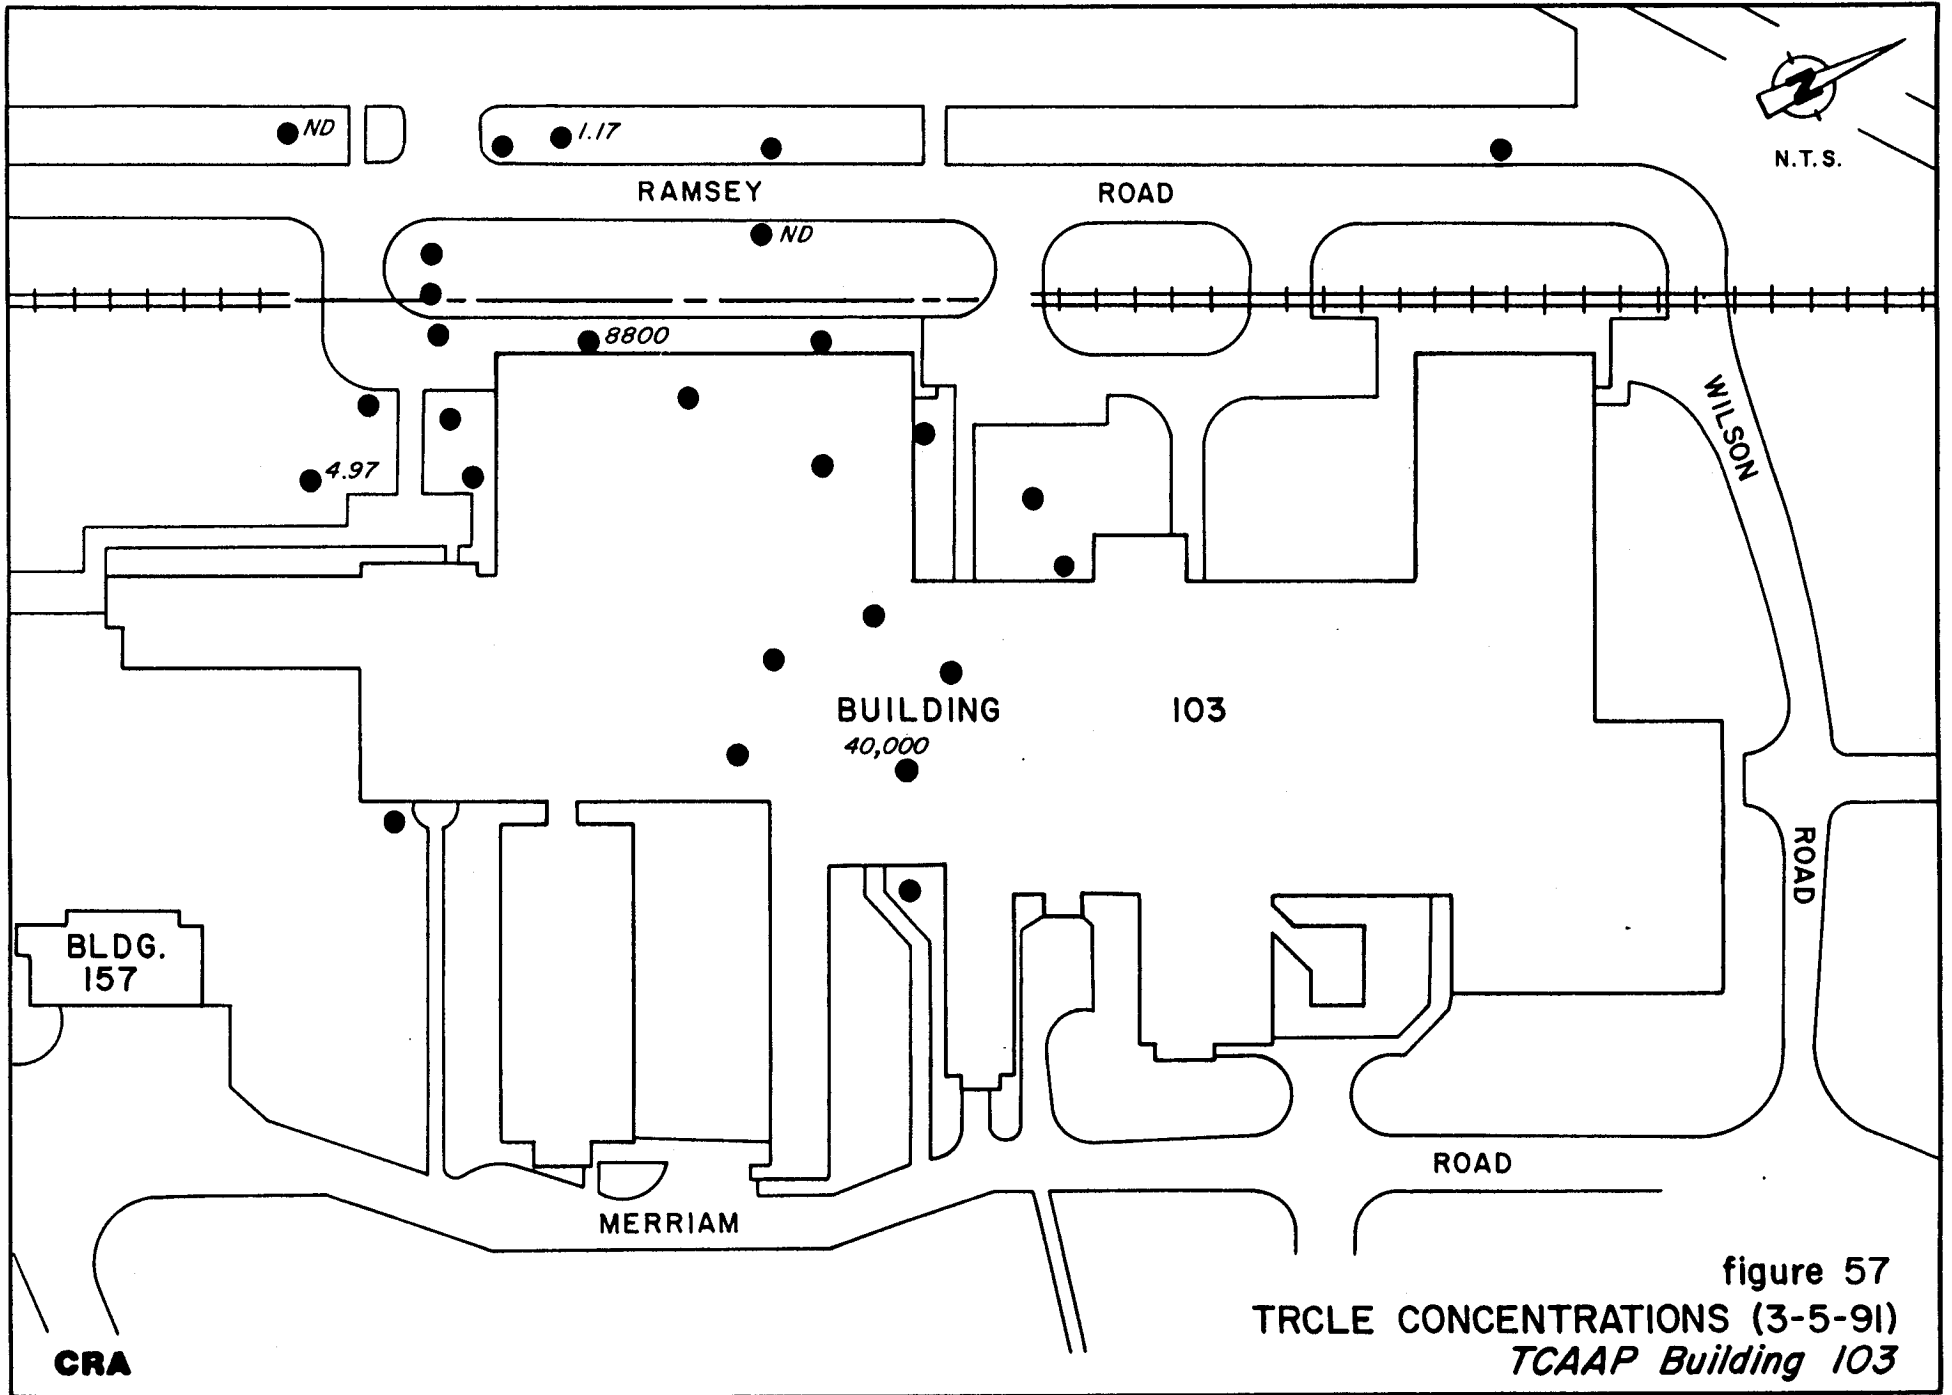 N
N.T.S.
ND
1.17
RAMSEY ROAD
ND
8800
WILSON
4.97
BUILDING 103
40,000
ROAD
BLDG.
157
ROAD
MERRIAM
figure 57
TRCLE CONCENTRATIONS (3-5-91)
TCAAP Building 103
CRA